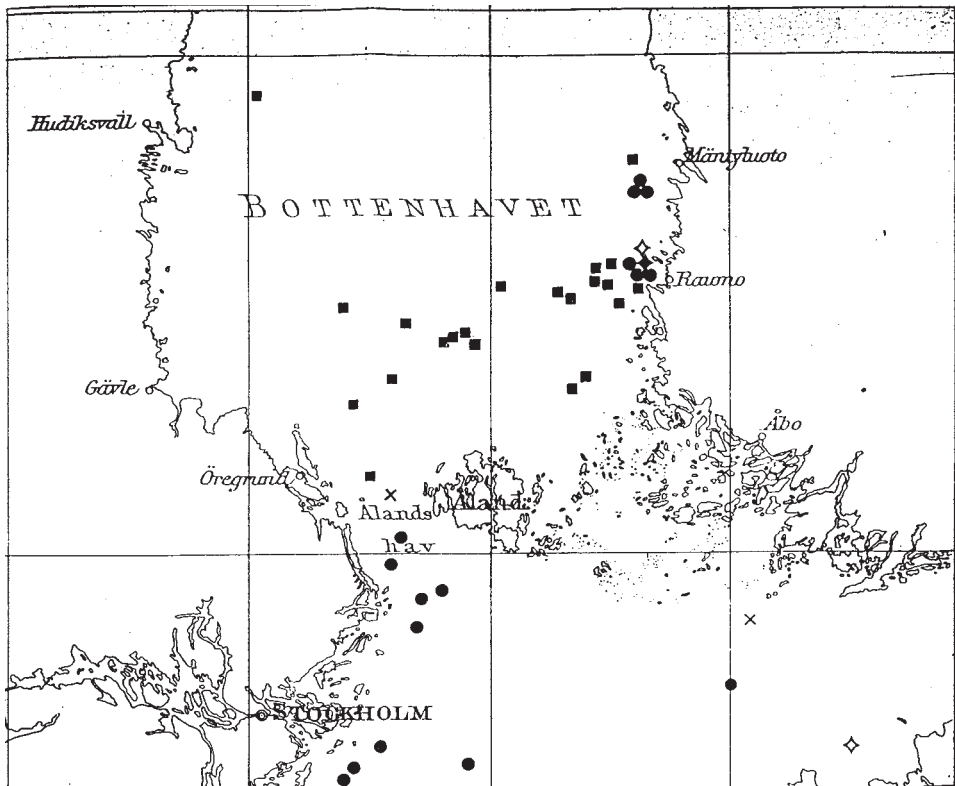 Hudiksvall
Mäntyluoto
BOTTENHAVET
Raumo
Gävle
Åbo
Öregrund
Ålands
Åland
hav
STOCKHOLM